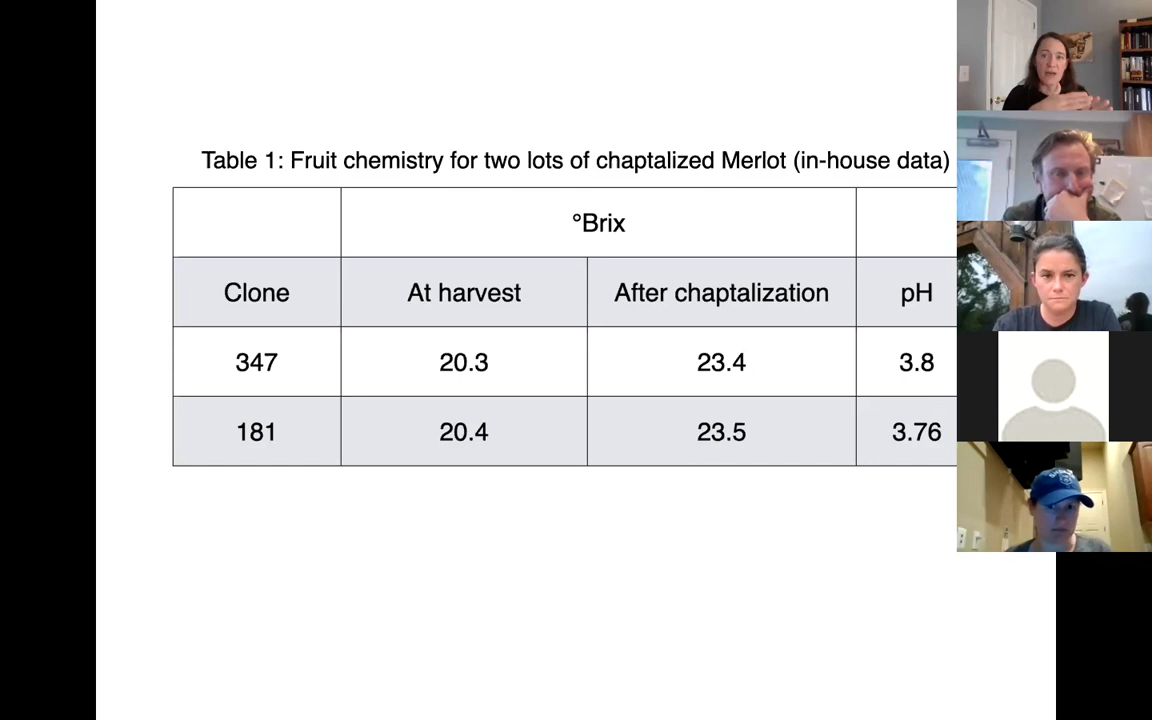 Table 1: Fruit chemistry for two lots of chaptalized Merlot (in-house data)
°Brix
Clone At harvest After chaptalization pH
347 20.3 23.4 3.8
181 20.4 23.5 3.76